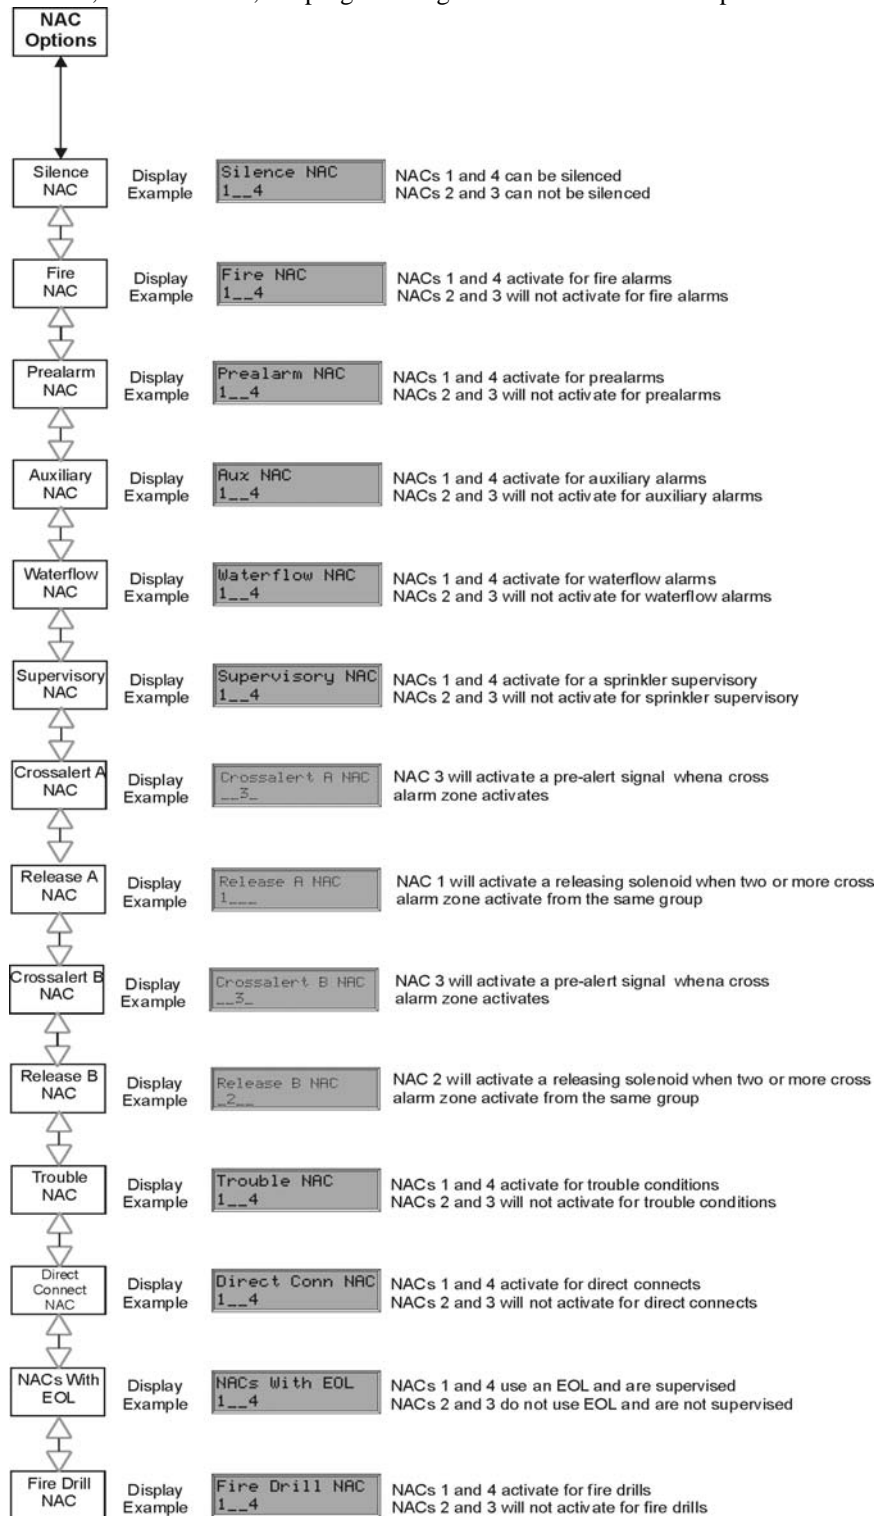 NAC
Options
Silence
NAC
Display
Example
Silence NAC
1__4
NACs 1 and 4 can be silenced
NACs 2 and 3 can not be silenced
Fire
NAC
Display
Example
Fire NAC
1__4
NACs 1 and 4 activate for fire alarms
NACs 2 and 3 will not activate for fire alarms
Prealarm
NAC
Display
Example
Prealarm NAC
1__4
NACs 1 and 4 activate for prealarms
NACs 2 and 3 will not activate for prealarms
Auxiliary
NAC
Display
Example
Aux NAC
1__4
NACs 1 and 4 activate for auxiliary alarms
NACs 2 and 3 will not activate for auxiliary alarms
Waterflow
NAC
Display
Example
Waterflow NAC
1__4
NACs 1 and 4 activate for waterflow alarms
NACs 2 and 3 will not activate for waterflow alarms
Supervisory
NAC
Display
Example
Supervisory NAC
1__4
NACs 1 and 4 activate for a sprinkler supervisory
NACs 2 and 3 will not activate for sprinkler supervisory
Crossalert A
NAC
Display
Example
Crossalert A NAC
__3_
NAC 3 will activate a pre-alert signal whena cross
alarm zone activates
Release A
NAC
Display
Example
Release A NAC
1___
NAC 1 will activate a releasing solenoid when two or more cross
alarm zone activate from the same group
Crossalert B
NAC
Display
Example
Crossalert B NAC
__3_
NAC 3 will activate a pre-alert signal whena cross
alarm zone activates
Release B
NAC
Display
Example
Release B NAC
_2__
NAC 2 will activate a releasing solenoid when two or more cross
alarm zone activate from the same group
Trouble
NAC
Display
Example
Trouble NAC
1__4
NACs 1 and 4 activate for trouble conditions
NACs 2 and 3 will not activate for trouble conditions
Direct
Connect
NAC
Display
Example
Direct Conn NAC
1__4
NACs 1 and 4 activate for direct connects
NACs 2 and 3 will not activate for direct connects
NACs With
EOL
Display
Example
NACs With EOL
1__4
NACs 1 and 4 use an EOL and are supervised
NACs 2 and 3 do not use EOL and are not supervised
Fire Drill
NAC
Display
Example
Fire Drill NAC
1__4
NACs 1 and 4 activate for fire drills
NACs 2 and 3 will not activate for fire drills